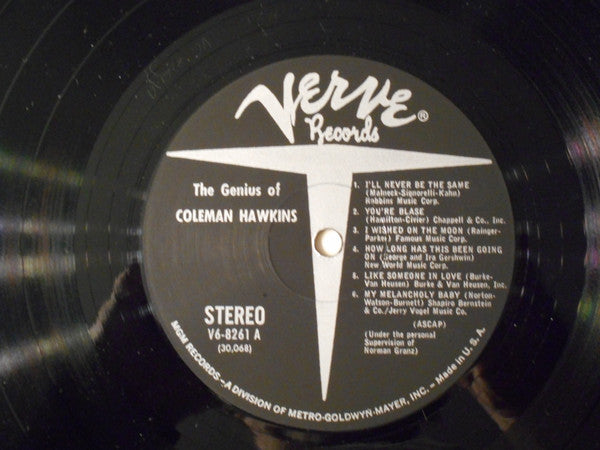 VERVE®
Records
The Genius of
COLEMAN HAWKINS
STEREO
V6-8261 A
(30,068)
1. I'LL NEVER BE THE SAME
(Malneck-Signorelli-Kahn)
Robbins Music Corp.
2. YOU'RE BLASE
(Hamilton-Civier) Chappell & Co., Inc.
3. I WISHED ON THE MOON (Rainger-
Parker) Famous Music Corp.
4. HOW LONG HAS THIS BEEN GOING
ON (George and Ira Gershwin)
New World Music Corp.
5. LIKE SOMEONE IN LOVE (Burke-
Van Heusen) Burke & Van Heusen, Inc.
6. MY MELANCHOLY BABY (Norton-
Watson-Burnett) Shapiro Bernstein
& Co./Jerry Vogel Music Co.
(ASCAP)
(Under the personal
Supervision of
Norman Granz)
MGM RECORDS—A DIVISION OF METRO-GOLDWYN-MAYER, INC. — Made in U.S.A.